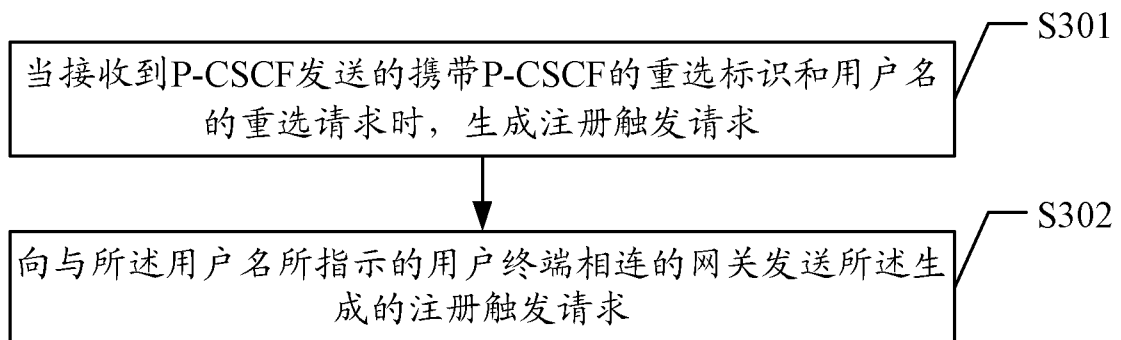 S301
当接收到P-CSCF发送的携带P-CSCF的重选标识和用户名
的重选请求时，生成注册触发请求
S302
向与所述用户名所指示的用户终端相连的网关发送所述生
成的注册触发请求